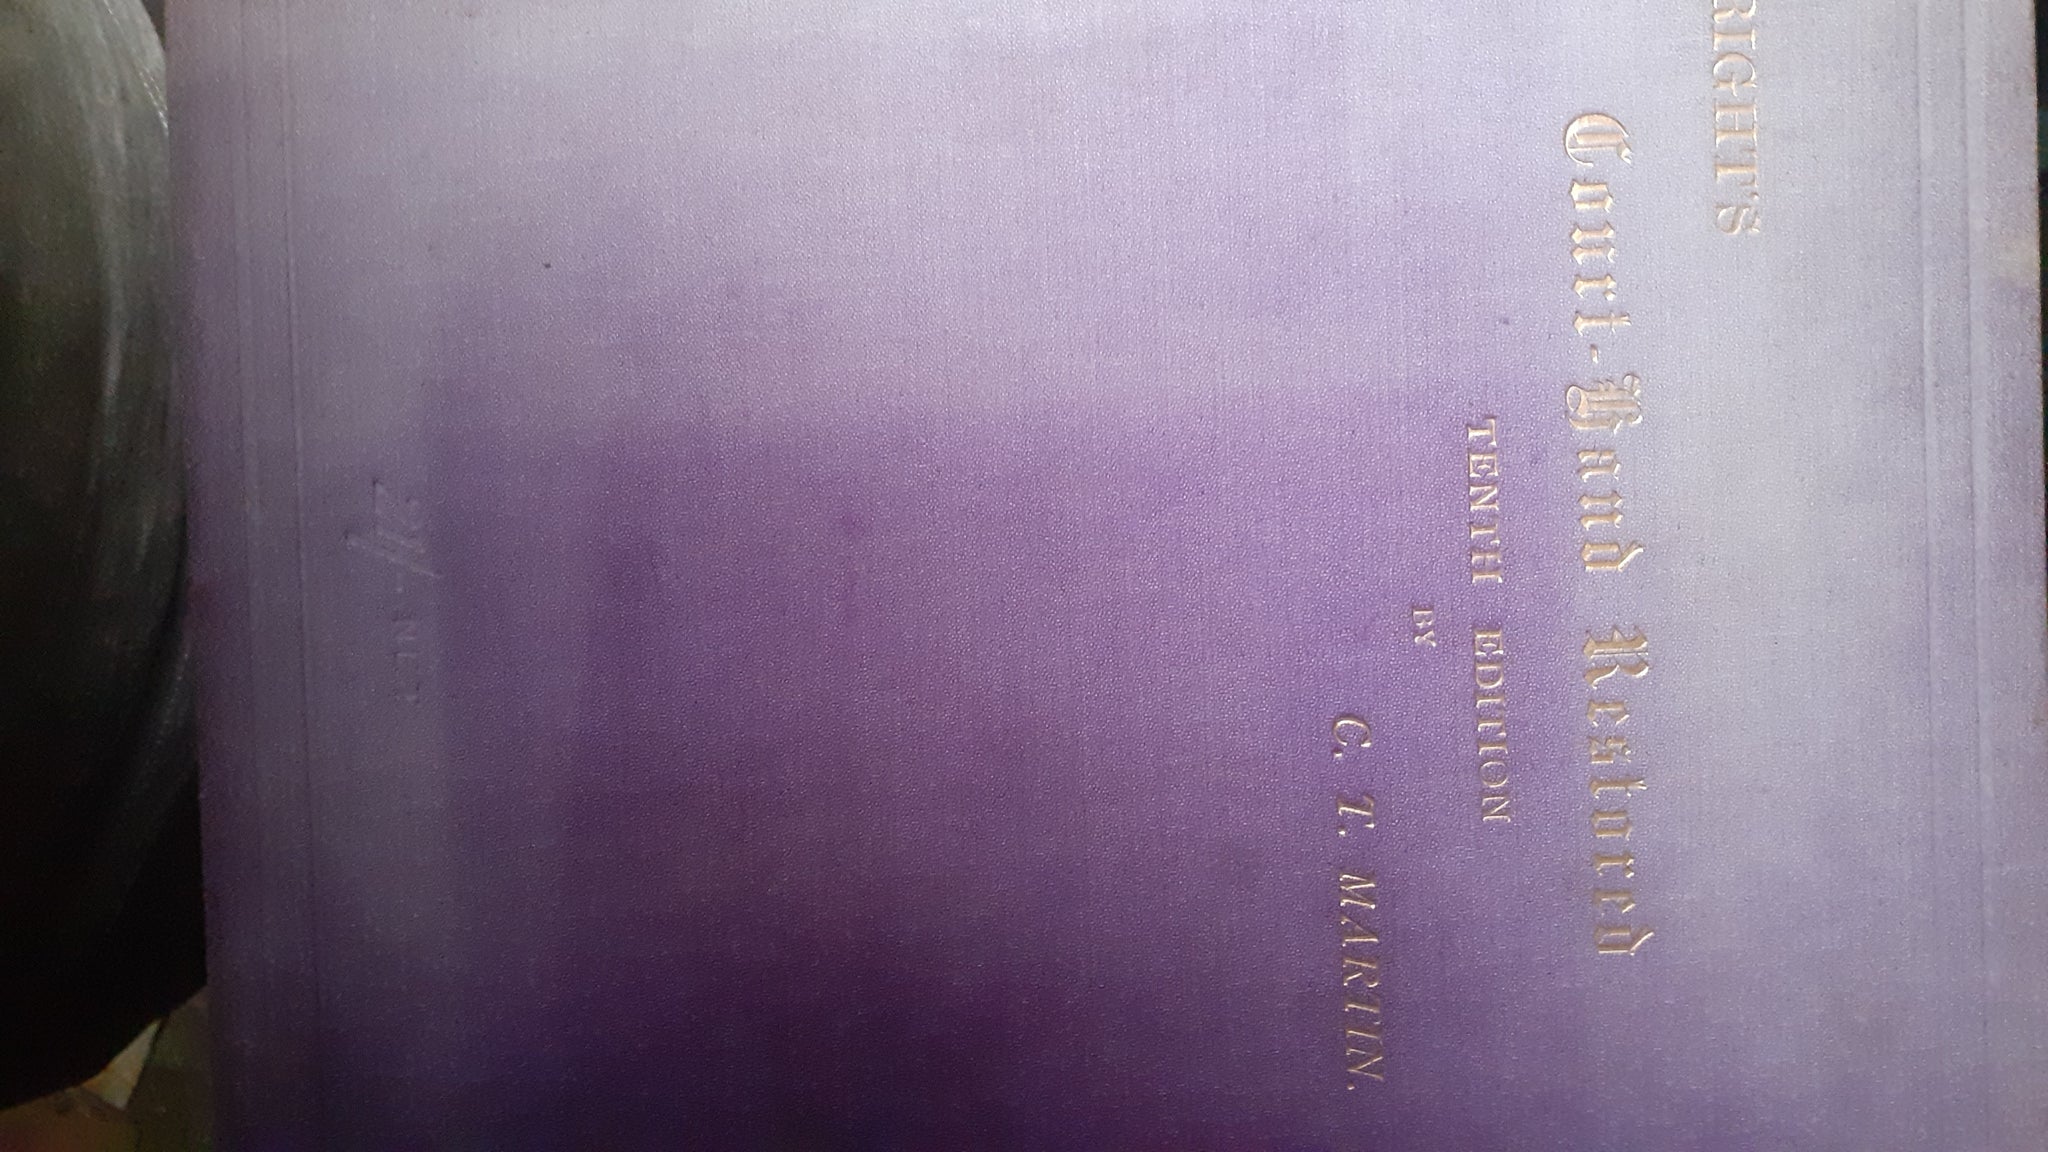 RIGHT'S
Court-Hand Restored
TENTH EDITION
BY
C. T. MARTIN.